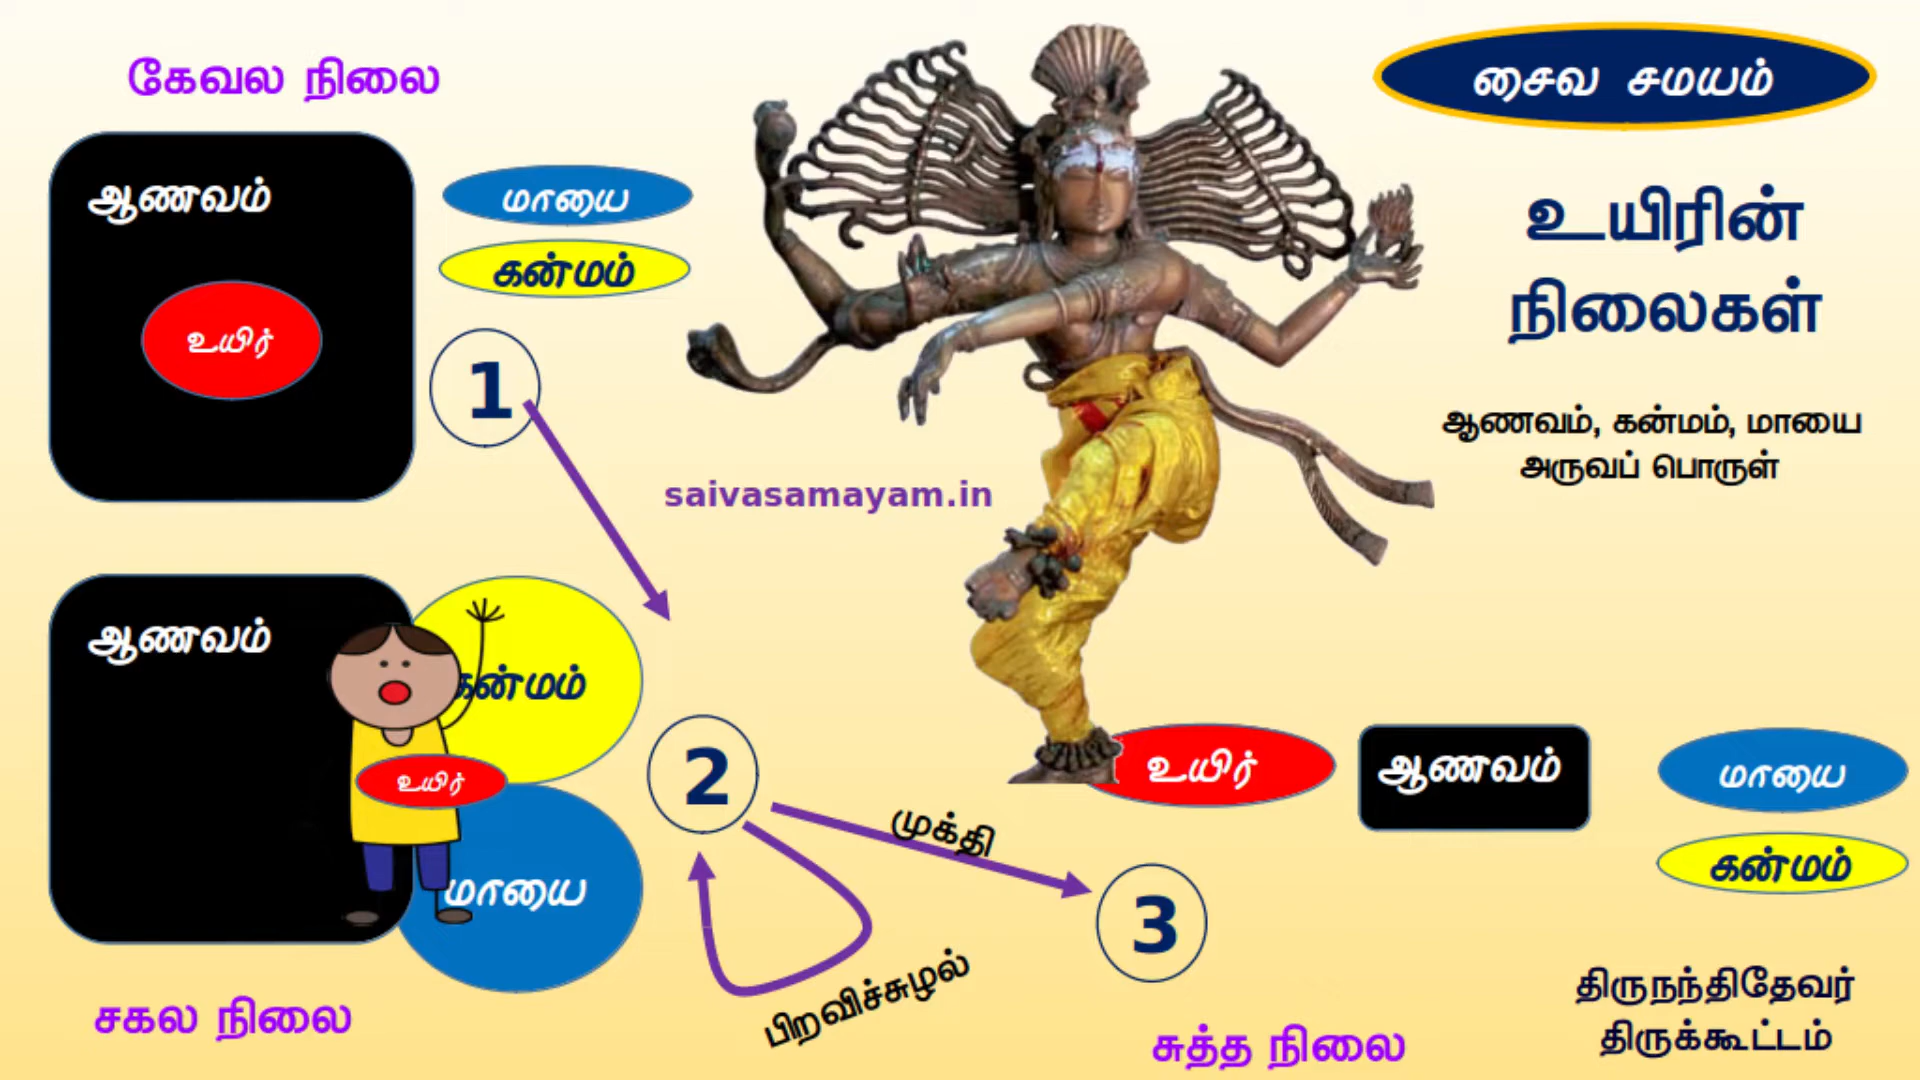 கேவல நிலை
சைவ சமயம்
ஆணவம்
மாயை
கன்மம்
உயிர்
1
உயிரின்
நிலைகள்
ஆணவம், கன்மம், மாயை
அருவப் பொருள்
saivasamayam.in
ஆணவம்
கன்மம்
உயிர்
மாயை
2
முக்தி
பிறவிச்சுழல்
3
உயிர்
ஆணவம்
மாயை
கன்மம்
சகல நிலை
சுத்த நிலை
திருநந்திதேவர்
திருக்கூட்டம்